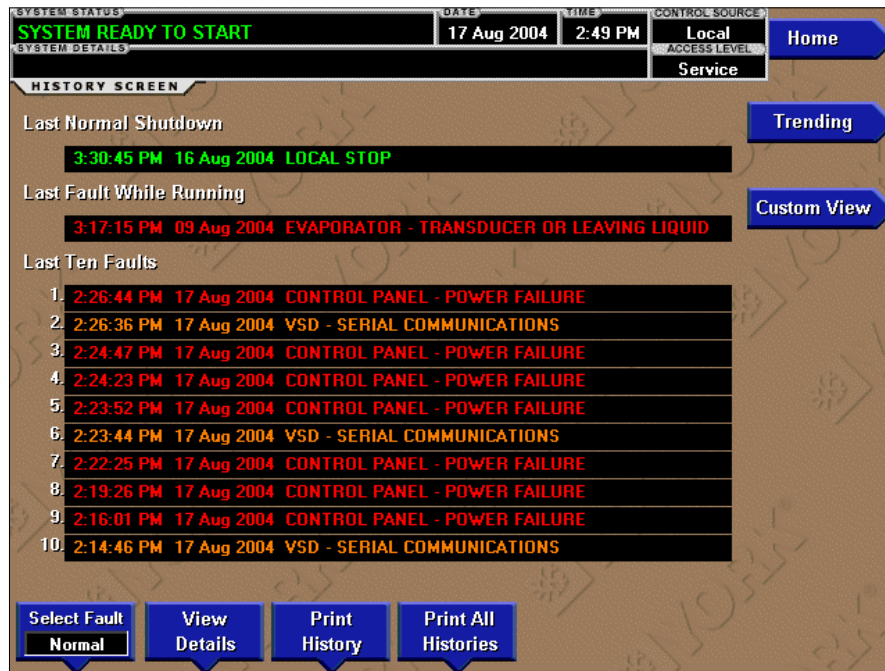 SYSTEM STATUS
SYSTEM READY TO START
SYSTEM DETAILS
DATE
17 Aug 2004
TIME
2:49 PM
CONTROL SOURCE
Local
ACCESS LEVEL
Service
Home
HISTORY SCREEN
Trending
Custom View
Last Normal Shutdown
3:30:45 PM 16 Aug 2004 LOCAL STOP
Last Fault While Running
3:17:15 PM 09 Aug 2004 EVAPORATOR - TRANSDUCER OR LEAVING LIQUID
Last Ten Faults
1. 2:26:44 PM 17 Aug 2004 CONTROL PANEL - POWER FAILURE
2. 2:26:36 PM 17 Aug 2004 VSD - SERIAL COMMUNICATIONS
3. 2:24:47 PM 17 Aug 2004 CONTROL PANEL - POWER FAILURE
4. 2:24:23 PM 17 Aug 2004 CONTROL PANEL - POWER FAILURE
5. 2:23:52 PM 17 Aug 2004 CONTROL PANEL - POWER FAILURE
6. 2:23:44 PM 17 Aug 2004 VSD - SERIAL COMMUNICATIONS
7. 2:22:25 PM 17 Aug 2004 CONTROL PANEL - POWER FAILURE
8. 2:19:26 PM 17 Aug 2004 CONTROL PANEL - POWER FAILURE
9. 2:16:01 PM 17 Aug 2004 CONTROL PANEL - POWER FAILURE
10. 2:14:46 PM 17 Aug 2004 VSD - SERIAL COMMUNICATIONS
Select Fault
Normal
View
Details
Print
History
Print All
Histories
YORK